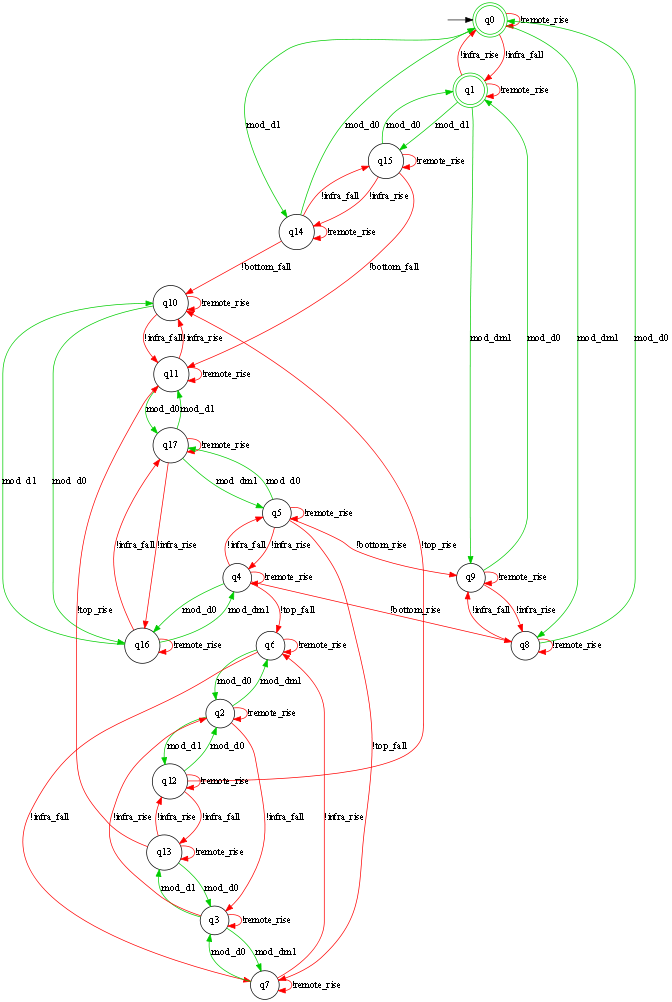 q0
!remote_rise
!infra_rise
!infra_fall
q1
!remote_rise
mod_d1
mod_d0
mod_d0
mod_d1
q15
!remote_rise
!infra_fall
!infra_rise
q14
!remote_rise
!bottom_fall
!bottom_fall
q10
!remote_rise
!infra_fall
!infra_rise
mod_dm1
mod_d0
mod_dm1
mod_d0
q11
!remote_rise
mod_d0
mod_d1
q17
!remote_rise
mod_d1
mod_d0
mod_dm1
mod_d0
q5
!remote_rise
!infra_fall
!infra_rise
!infra_fall
!infra_rise
!bottom_rise
!top_rise
q4
!remote_rise
q9
!remote_rise
!top_rise
mod_d0
mod_dm1
!top_fall
!bottom_rise
!infra_fall
!infra_rise
q16
!remote_rise
q6
!remote_rise
q8
!remote_rise
mod_d0
mod_dm1
q2
!remote_rise
mod_d1
mod_d0
!top_fall
q12
!remote_rise
!infra_fall
!infra_rise
!infra_rise
!infra_fall
!infra_fall
!infra_rise
q13
!remote_rise
mod_d1
mod_d0
q3
!remote_rise
mod_d0
mod_dm1
q7
!remote_rise